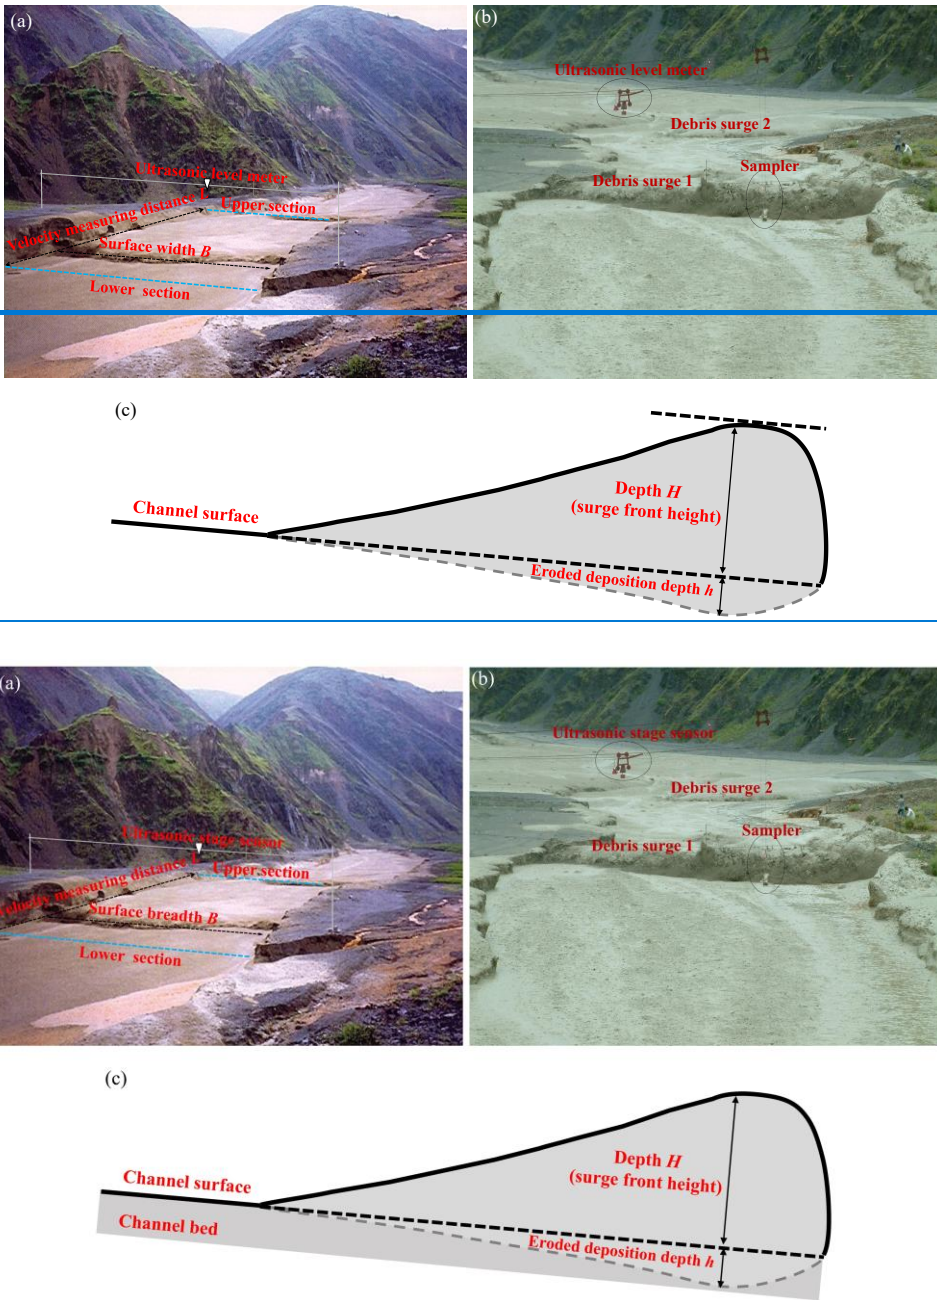 (a)
Ultrasonic level meter
Velocity measuring distance L
Upper section
Surface width B
Lower section
(b)
Ultrasonic level meter
Debris surge 2
Sampler
Debris surge 1
(c)
Depth H
(surge front height)
Channel surface
Eroded deposition depth h
(a)
Ultrasonic stage sensor
Velocity measuring distance L
Upper section
Surface breadth B
Lower section
(b)
Ultrasonic stage sensor
Debris surge 2
Sampler
Debris surge 1
(c)
Depth H
(surge front height)
Channel surface
Channel bed
Eroded deposition depth h